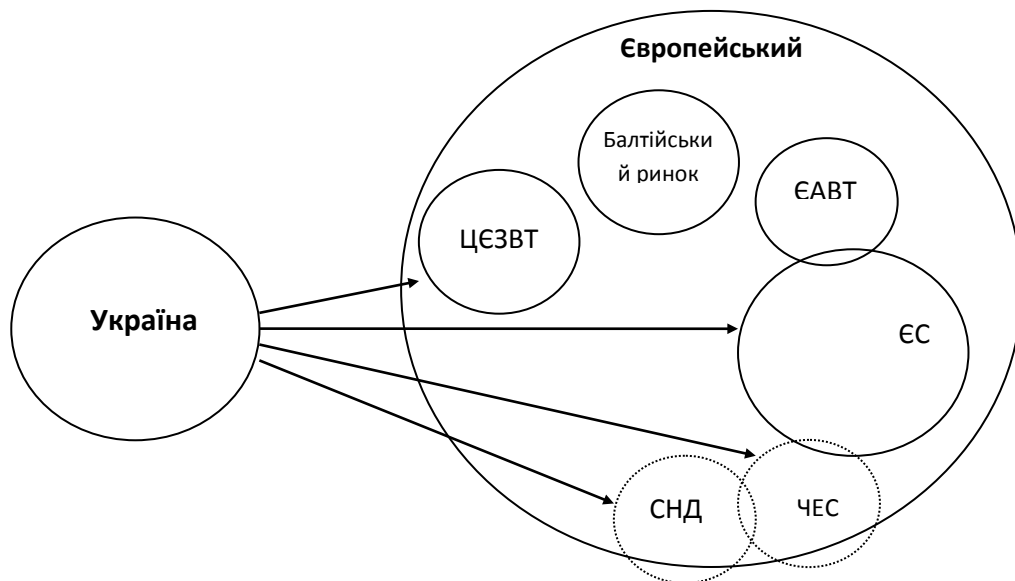 Європейський
Балтійськи
й ринок
ЄАВТ
ЦЄЗВТ
Україна
ЄС
СНД
ЧЕС